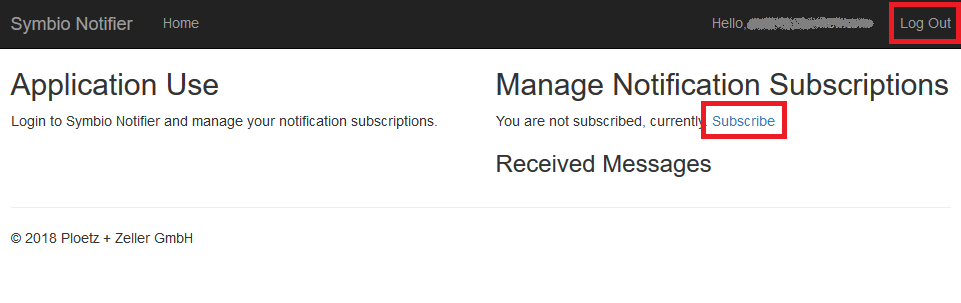 Symbio Notifier Home Hello, Log Out
Application Use
Login to Symbio Notifier and manage your notification subscriptions.
Manage Notification Subscriptions
You are not subscribed, currently. Subscribe
Received Messages
© 2018 Ploetz + Zeller GmbH